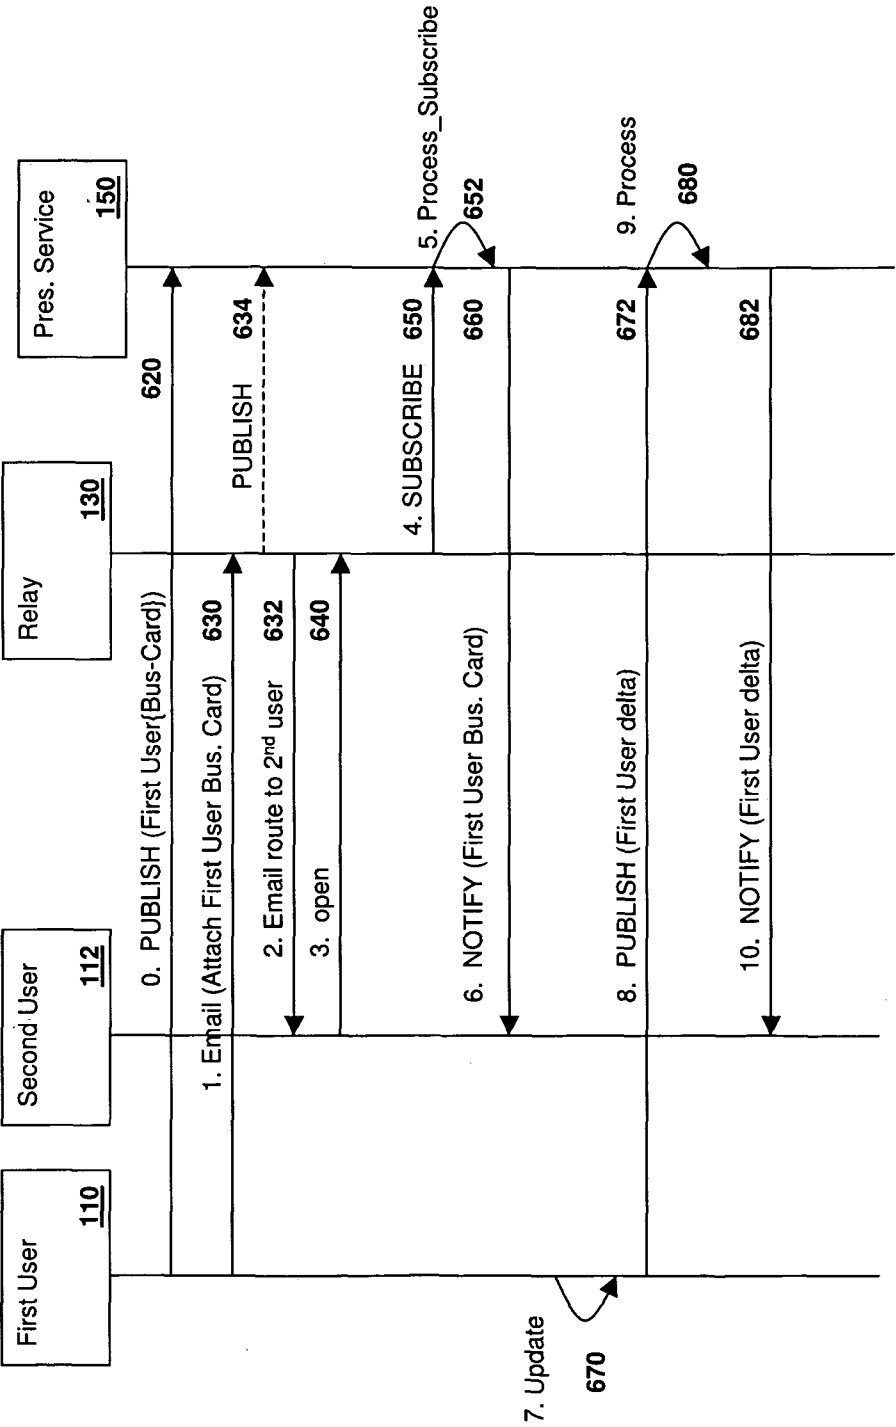 First User
110
Second User
112
Relay
130
Pres. Service
150
0. PUBLISH (First User{Bus-Card})
620
1. Email (Attach First User Bus. Card)
630
PUBLISH
634
2. Email route to 2nd user
632
3. open
640
4. SUBSCRIBE
650
5. Process_Subscribe
652
6. NOTIFY (First User Bus. Card)
660
7. Update
670
8. PUBLISH (First User delta)
672
9. Process
680
10. NOTIFY (First User delta)
682